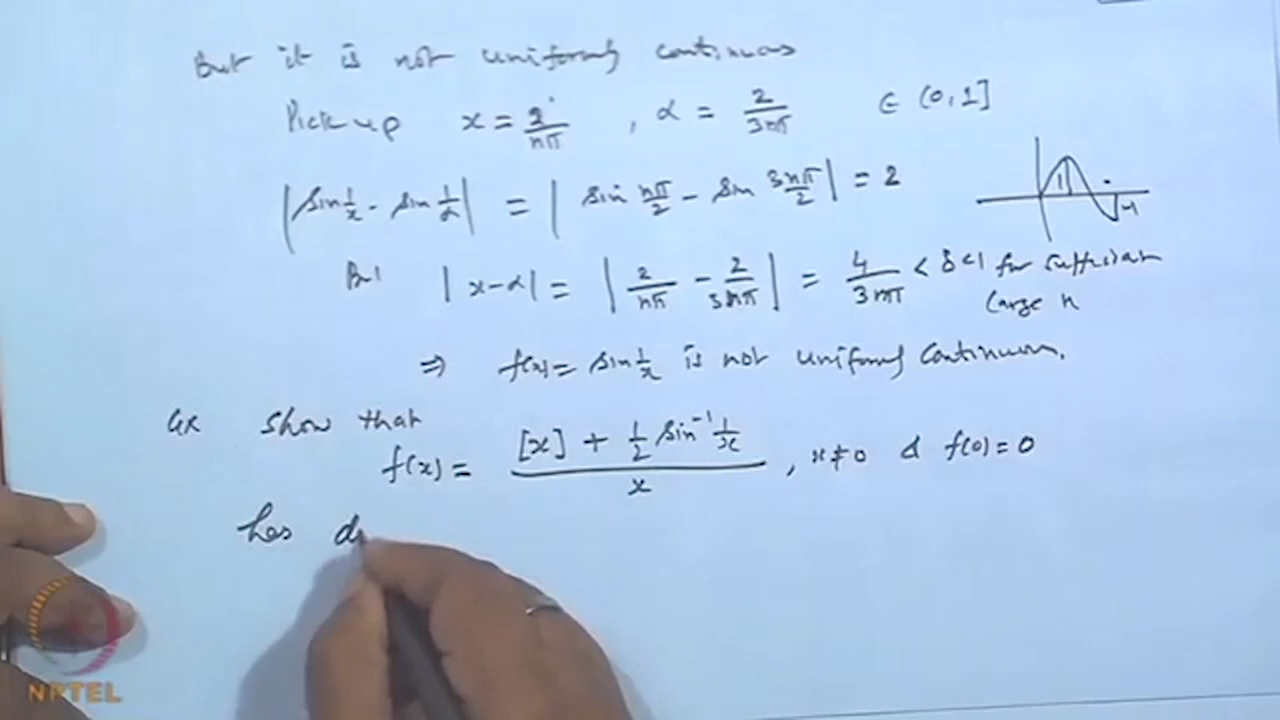 But it is not uniformly continuous
Pick up x = 2/nπ , α = 2/3nπ ∈ (0,1]
|sin 1/x - sin 1/α| = | sin nπ/2 - sin 3nπ/2 | = 2
But |x-α| = | 2/nπ - 2/3nπ | = 4/3nπ < δ <1 for sufficient
large n
⇒ f(x) = sin 1/x is not uniformly continuous.
Ex Show that
f(x) = ([x] + 1/2 sin⁻¹ 1/x)/x , x≠0 & f(0) = 0
has d
NPTEL